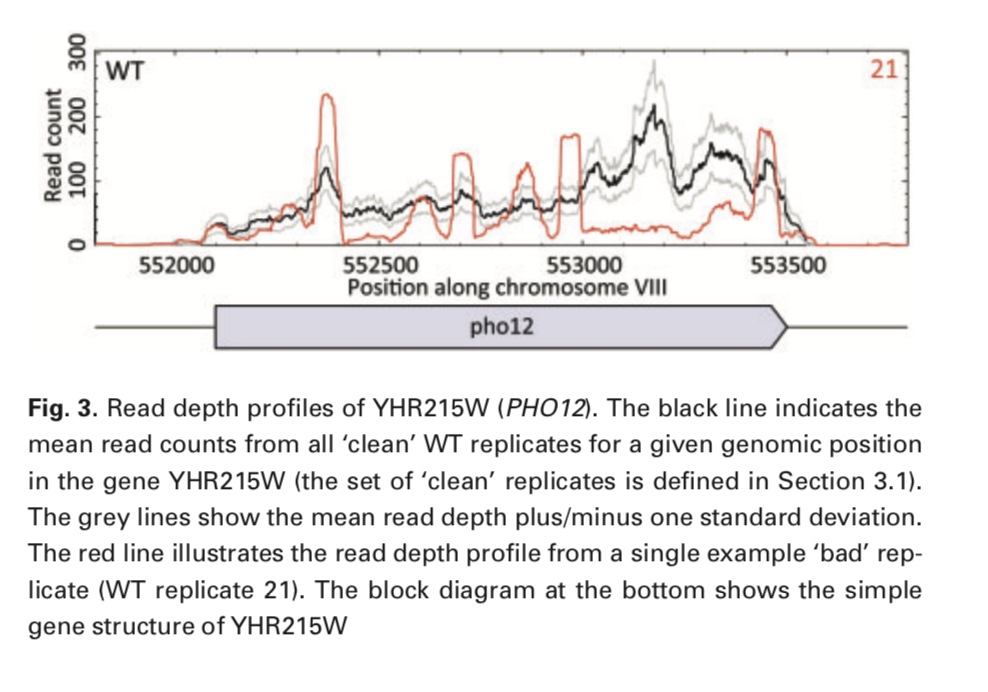 300
WT
21
200
100
0
Read count
552000
552500
553000
553500
Position along chromosome VIII
pho12
Fig. 3. Read depth profiles of YHR215W (PHO12). The black line indicates the
mean read counts from all ‘clean’ WT replicates for a given genomic position
in the gene YHR215W (the set of ‘clean’ replicates is defined in Section 3.1).
The grey lines show the mean read depth plus/minus one standard deviation.
The red line illustrates the read depth profile from a single example ‘bad’ rep-
licate (WT replicate 21). The block diagram at the bottom shows the simple
gene structure of YHR215W